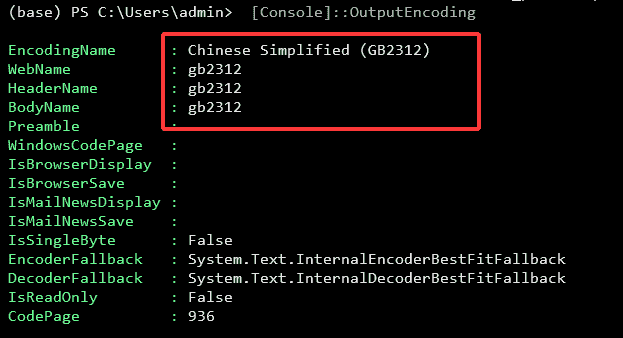 (base) PS C:\Users\admin>  [Console]::OutputEncoding
EncodingName      : Chinese Simplified (GB2312)
WebName           : gb2312
HeaderName        : gb2312
BodyName          : gb2312
Preamble          :
WindowsCodePage   :
IsBrowserDisplay  :
IsBrowserSave     :
IsMailNewsDisplay :
IsMailNewsSave    :
IsSingleByte      : False
EncoderFallback   : System.Text.InternalEncoderBestFitFallback
DecoderFallback   : System.Text.InternalDecoderBestFitFallback
IsReadOnly        : False
CodePage          : 936